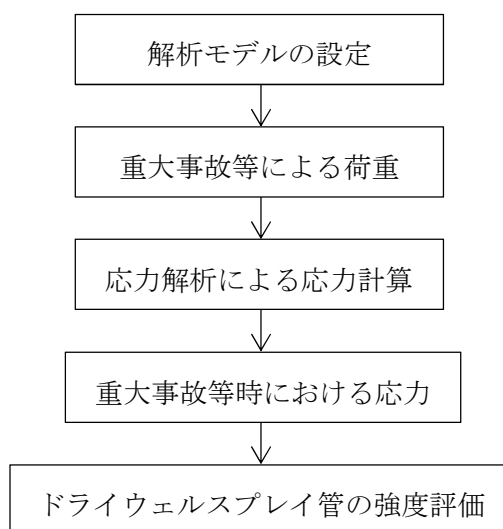 解析モデルの設定
重大事故等による荷重
応力解析による応力計算
重大事故等時における応力
ドライウェルスプレイ管の強度評価